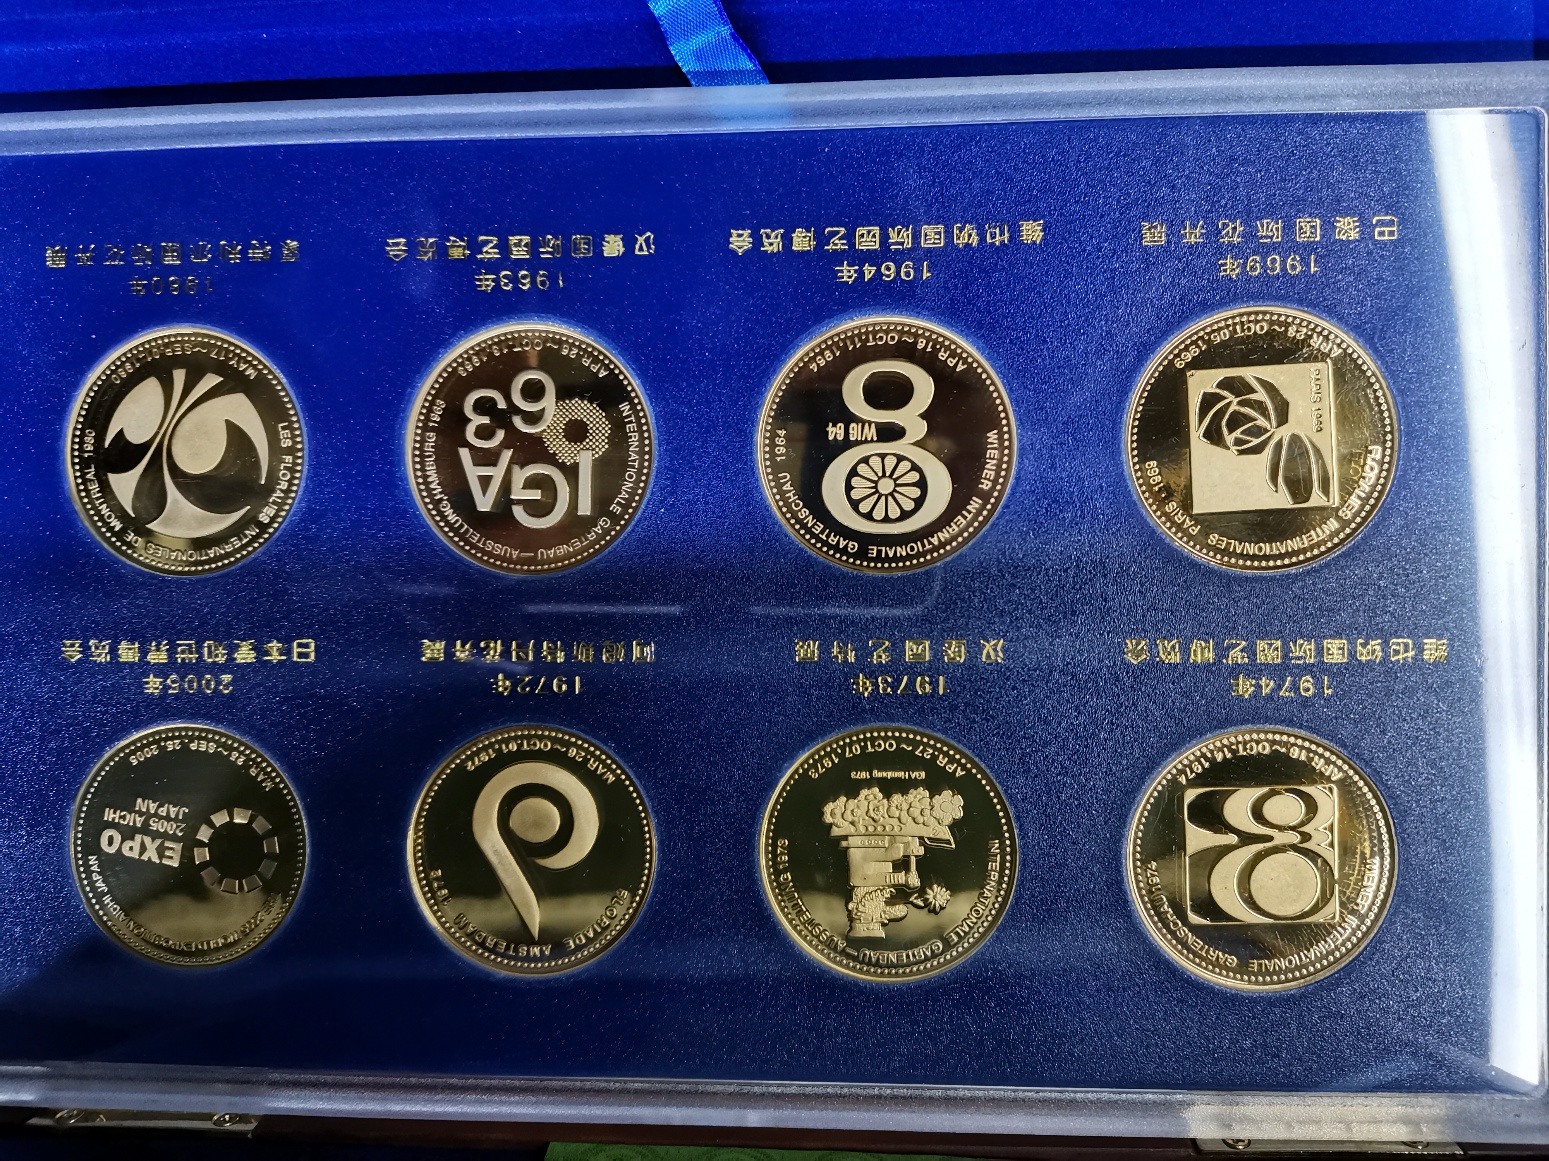 WIENER INTERNATIONALE GARTENSCHAU 1974
APR.18~OCT.14,1974
1974年
维也纳国际园艺博览会
INTERNATIONALE GARTENBAU—AUSSTELLUNG 1973
IGA Hamburg 1973
APR.27~OCT.07,1973
1973年
汉堡园艺特展
FLORIADE AMSTERDAM 1972
MAR.26~OCT.01,1972
1972年
阿姆斯特丹花卉展
EXPO
2005 AICHI
JAPAN
MAR.25~SEP.25,2005
2005年
日本爱知世界博览会
FLORALIES INTERNATIONALES PARIS 1969
PARIS 1969
1969年
巴黎国际花卉展
WIENER INTERNATIONALE GARTENSCHAU 1964
WIG 64
APR.16~OCT.11,1964
1964年
维也纳国际园艺博览会
INTERNATIONALE GARTENBAU—AUSSTELLUNG HAMBURG 1963
IGA
63
APR.26~OCT.13,1963
1963年
汉堡国际园艺博览会
LES FLORALIES INTERNATIONALES DE MONTREAL 1980
MAY.17~SEP.01,1980
1980年
蒙特利尔国际花卉展